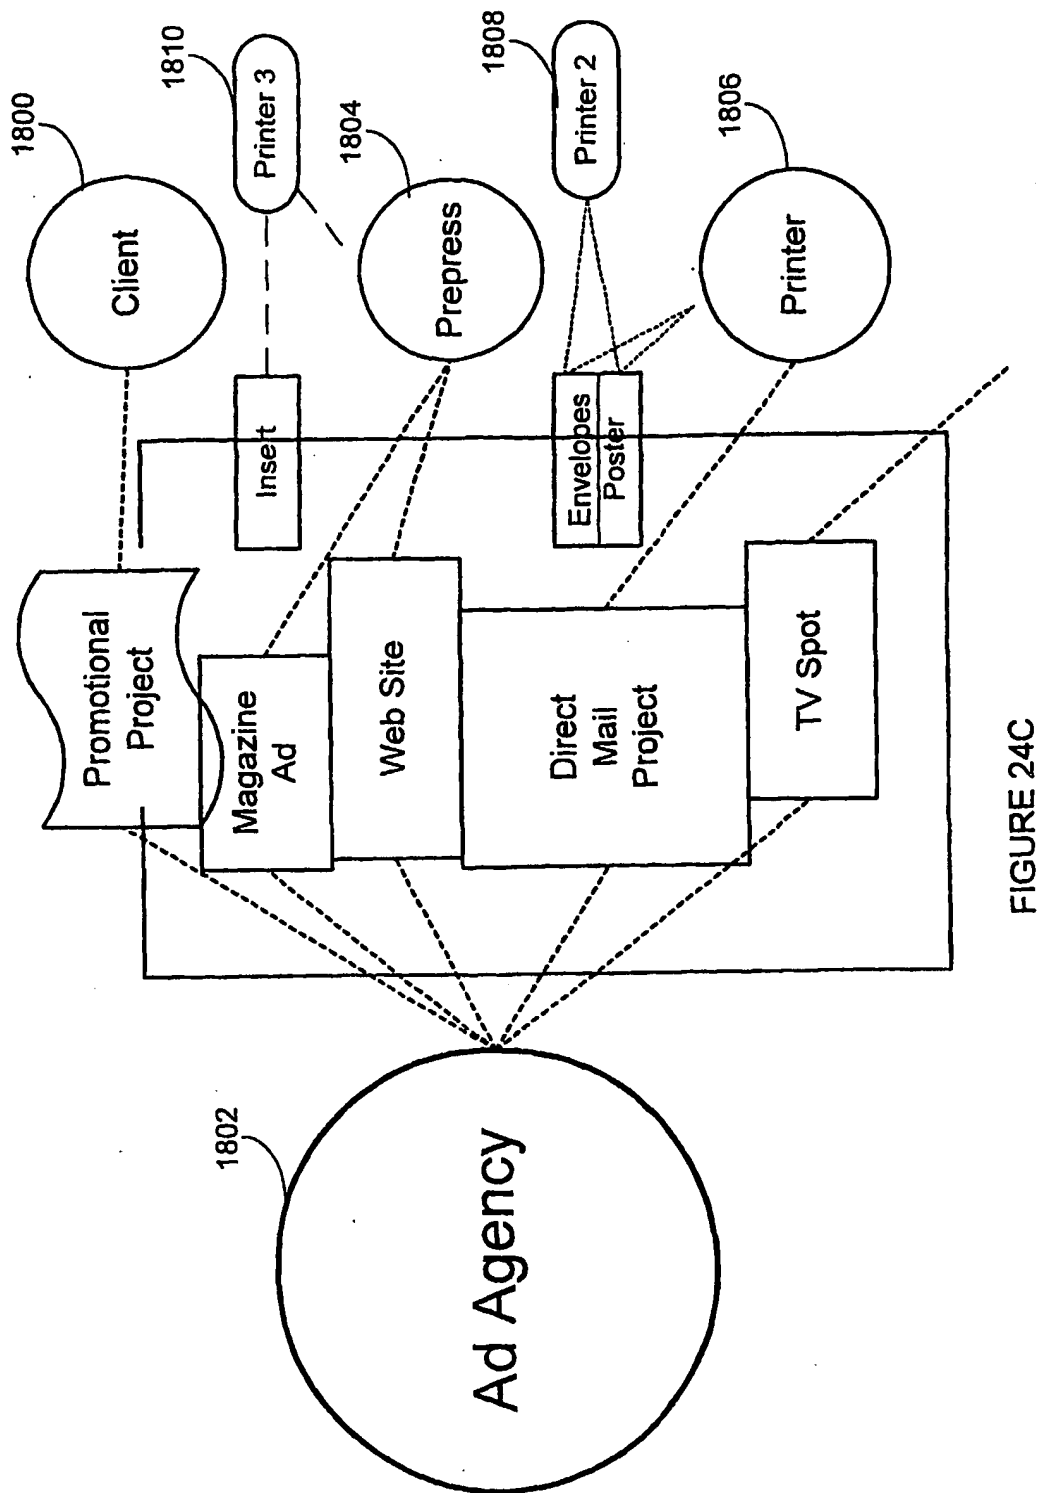 1802
Ad Agency
Promotional
Project
Magazine
Ad
Web Site
Direct
Mail
Project
TV Spot
Insert
Envelopes
Poster
1800
Client
1810
Printer 3
1804
Prepress
1808
Printer 2
1806
Printer
FIGURE 24C